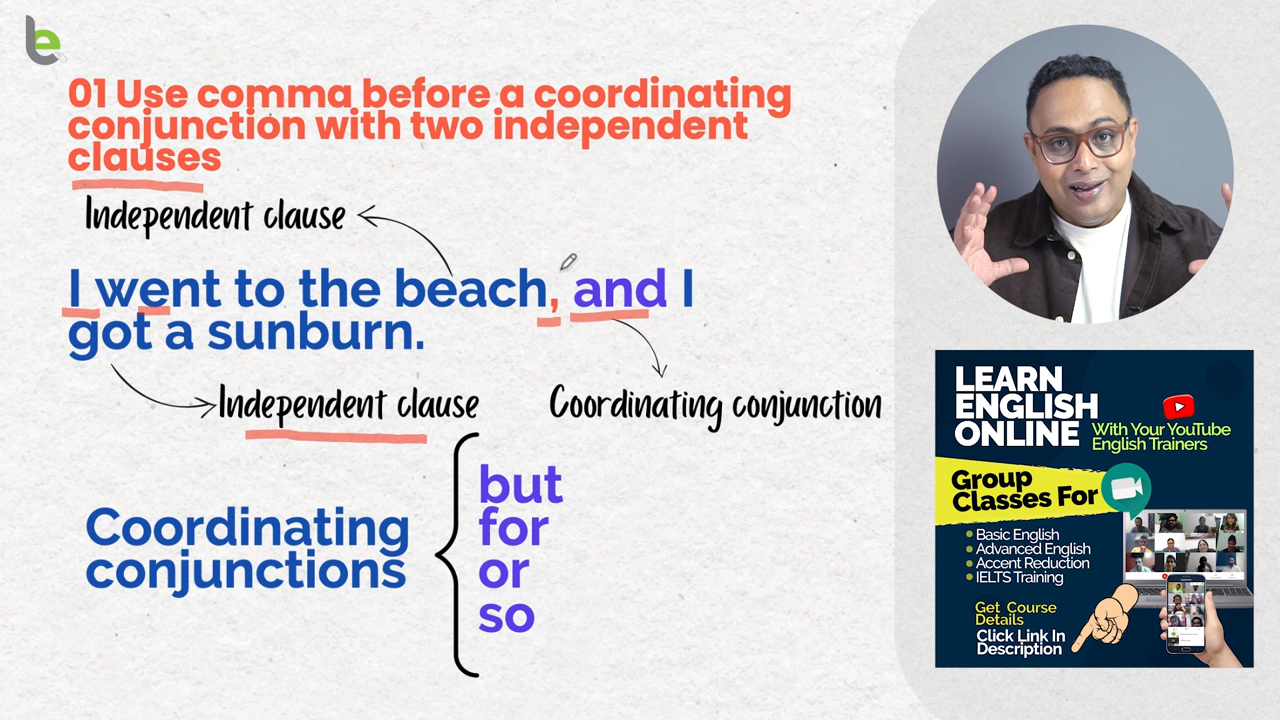 01 Use comma before a coordinating
conjunction with two independent
clauses
Independent clause
I went to the beach, and I
got a sunburn.
Independent clause
Coordinating conjunction
Coordinating
conjunctions
but
for
or
so
LEARN
ENGLISH
ONLINE
With Your YouTube
English Trainers
Group
Classes For
Basic English
Advanced English
Accent Reduction
IELTS Training
Get Course
Details
Click Link In
Description